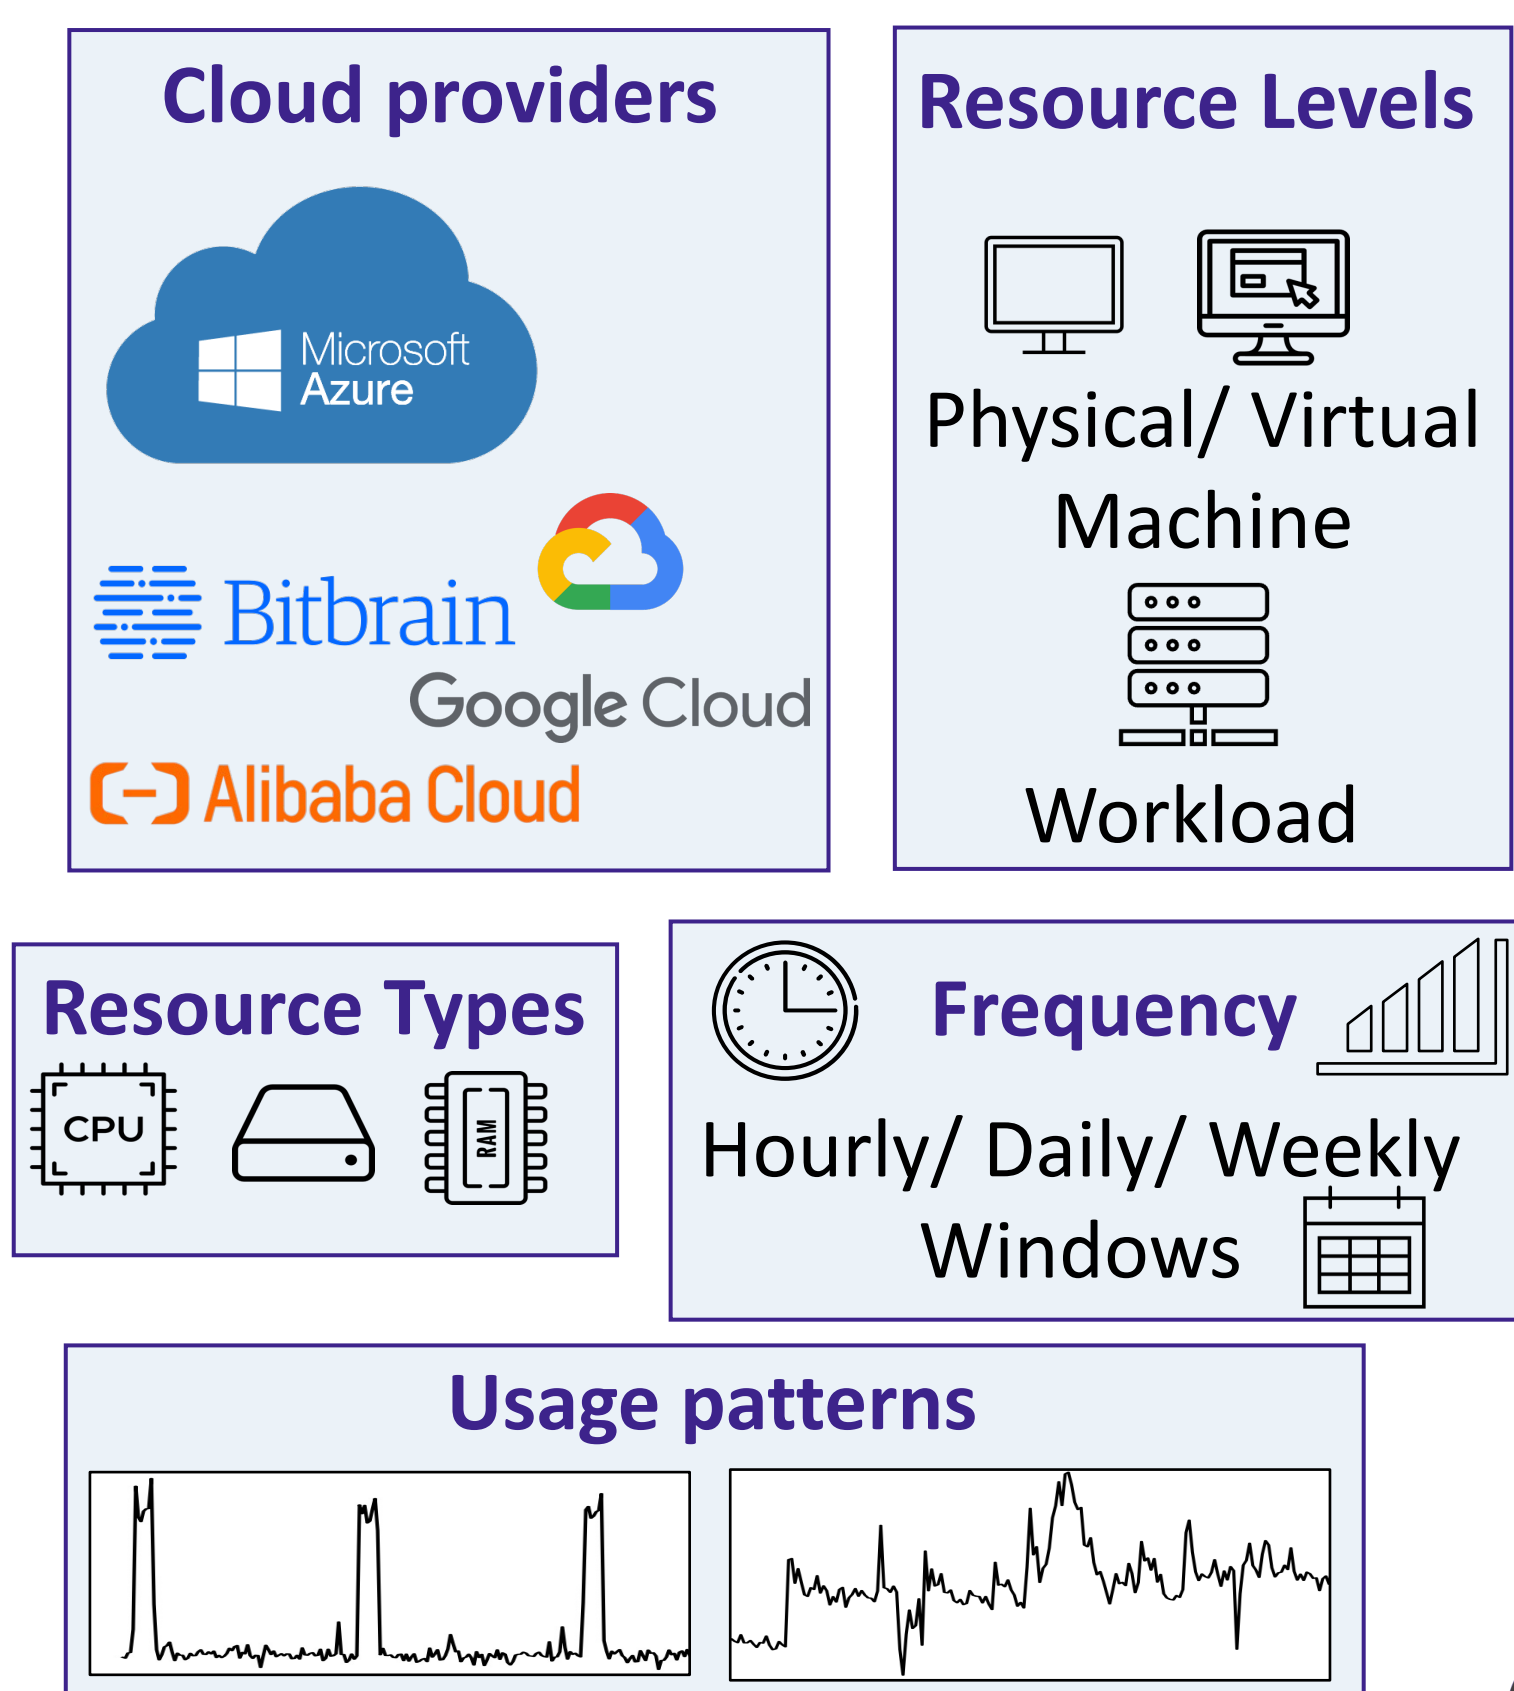 Cloud providers
Microsoft
Azure
Bitbrain
Google Cloud
Alibaba Cloud
Resource Levels
Physical/ Virtual
Machine
Workload
Resource Types
CPU
RAM
Frequency
Hourly/ Daily/ Weekly
Windows
Usage patterns